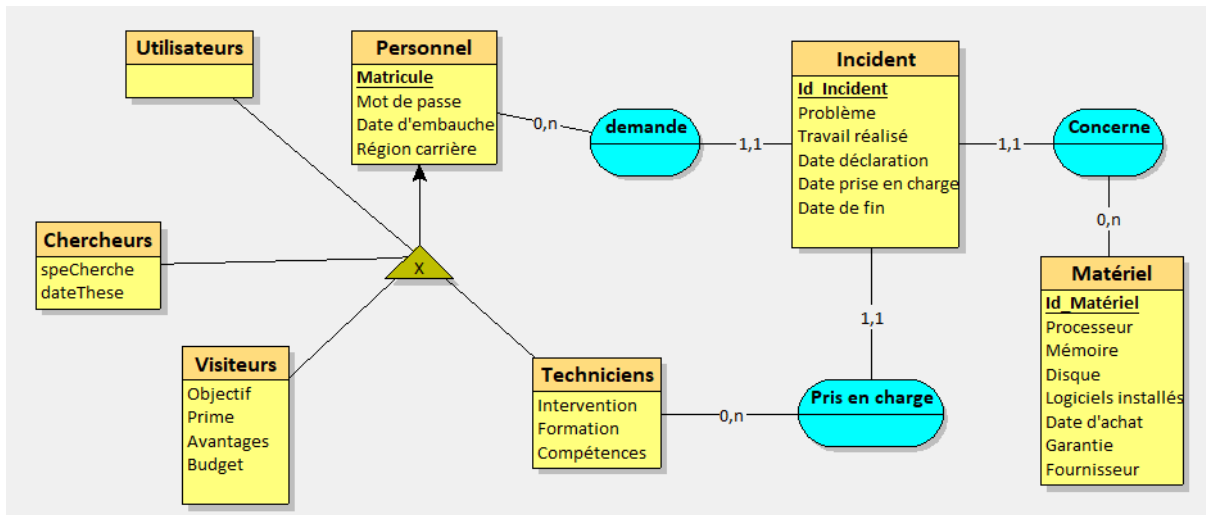 Utilisateurs
Personnel
Matricule
Mot de passe
Date d'embauche
Région carrière
0,n
demande
1,1
Incident
Id_Incident
Problème
Travail réalisé
Date déclaration
Date prise en charge
Date de fin
1,1
Concerne
0,n
Matériel
Id_Matériel
Processeur
Mémoire
Disque
Logiciels installés
Date d'achat
Garantie
Fournisseur
Chercheurs
speCherche
dateThese
X
1,1
Visiteurs
Objectif
Prime
Avantages
Budget
Techniciens
Intervention
Formation
Compétences
0,n
Pris en charge